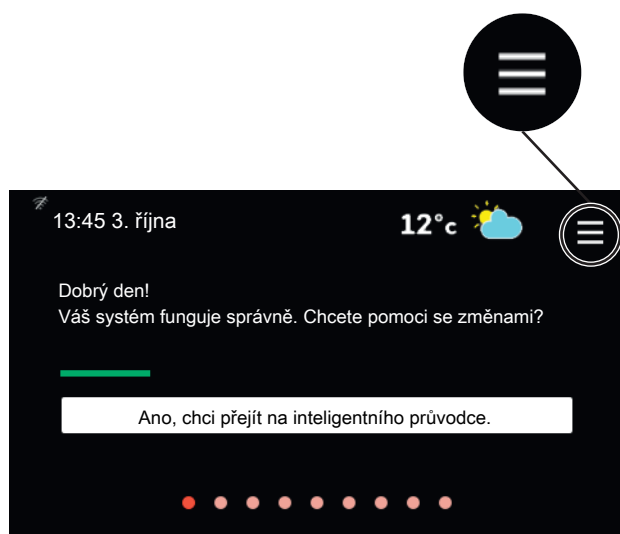 13:45 3. října
12°c
Dobrý den!
Váš systém funguje správně. Chcete pomoci se změnami?
Ano, chci přejít na inteligentního průvodce.